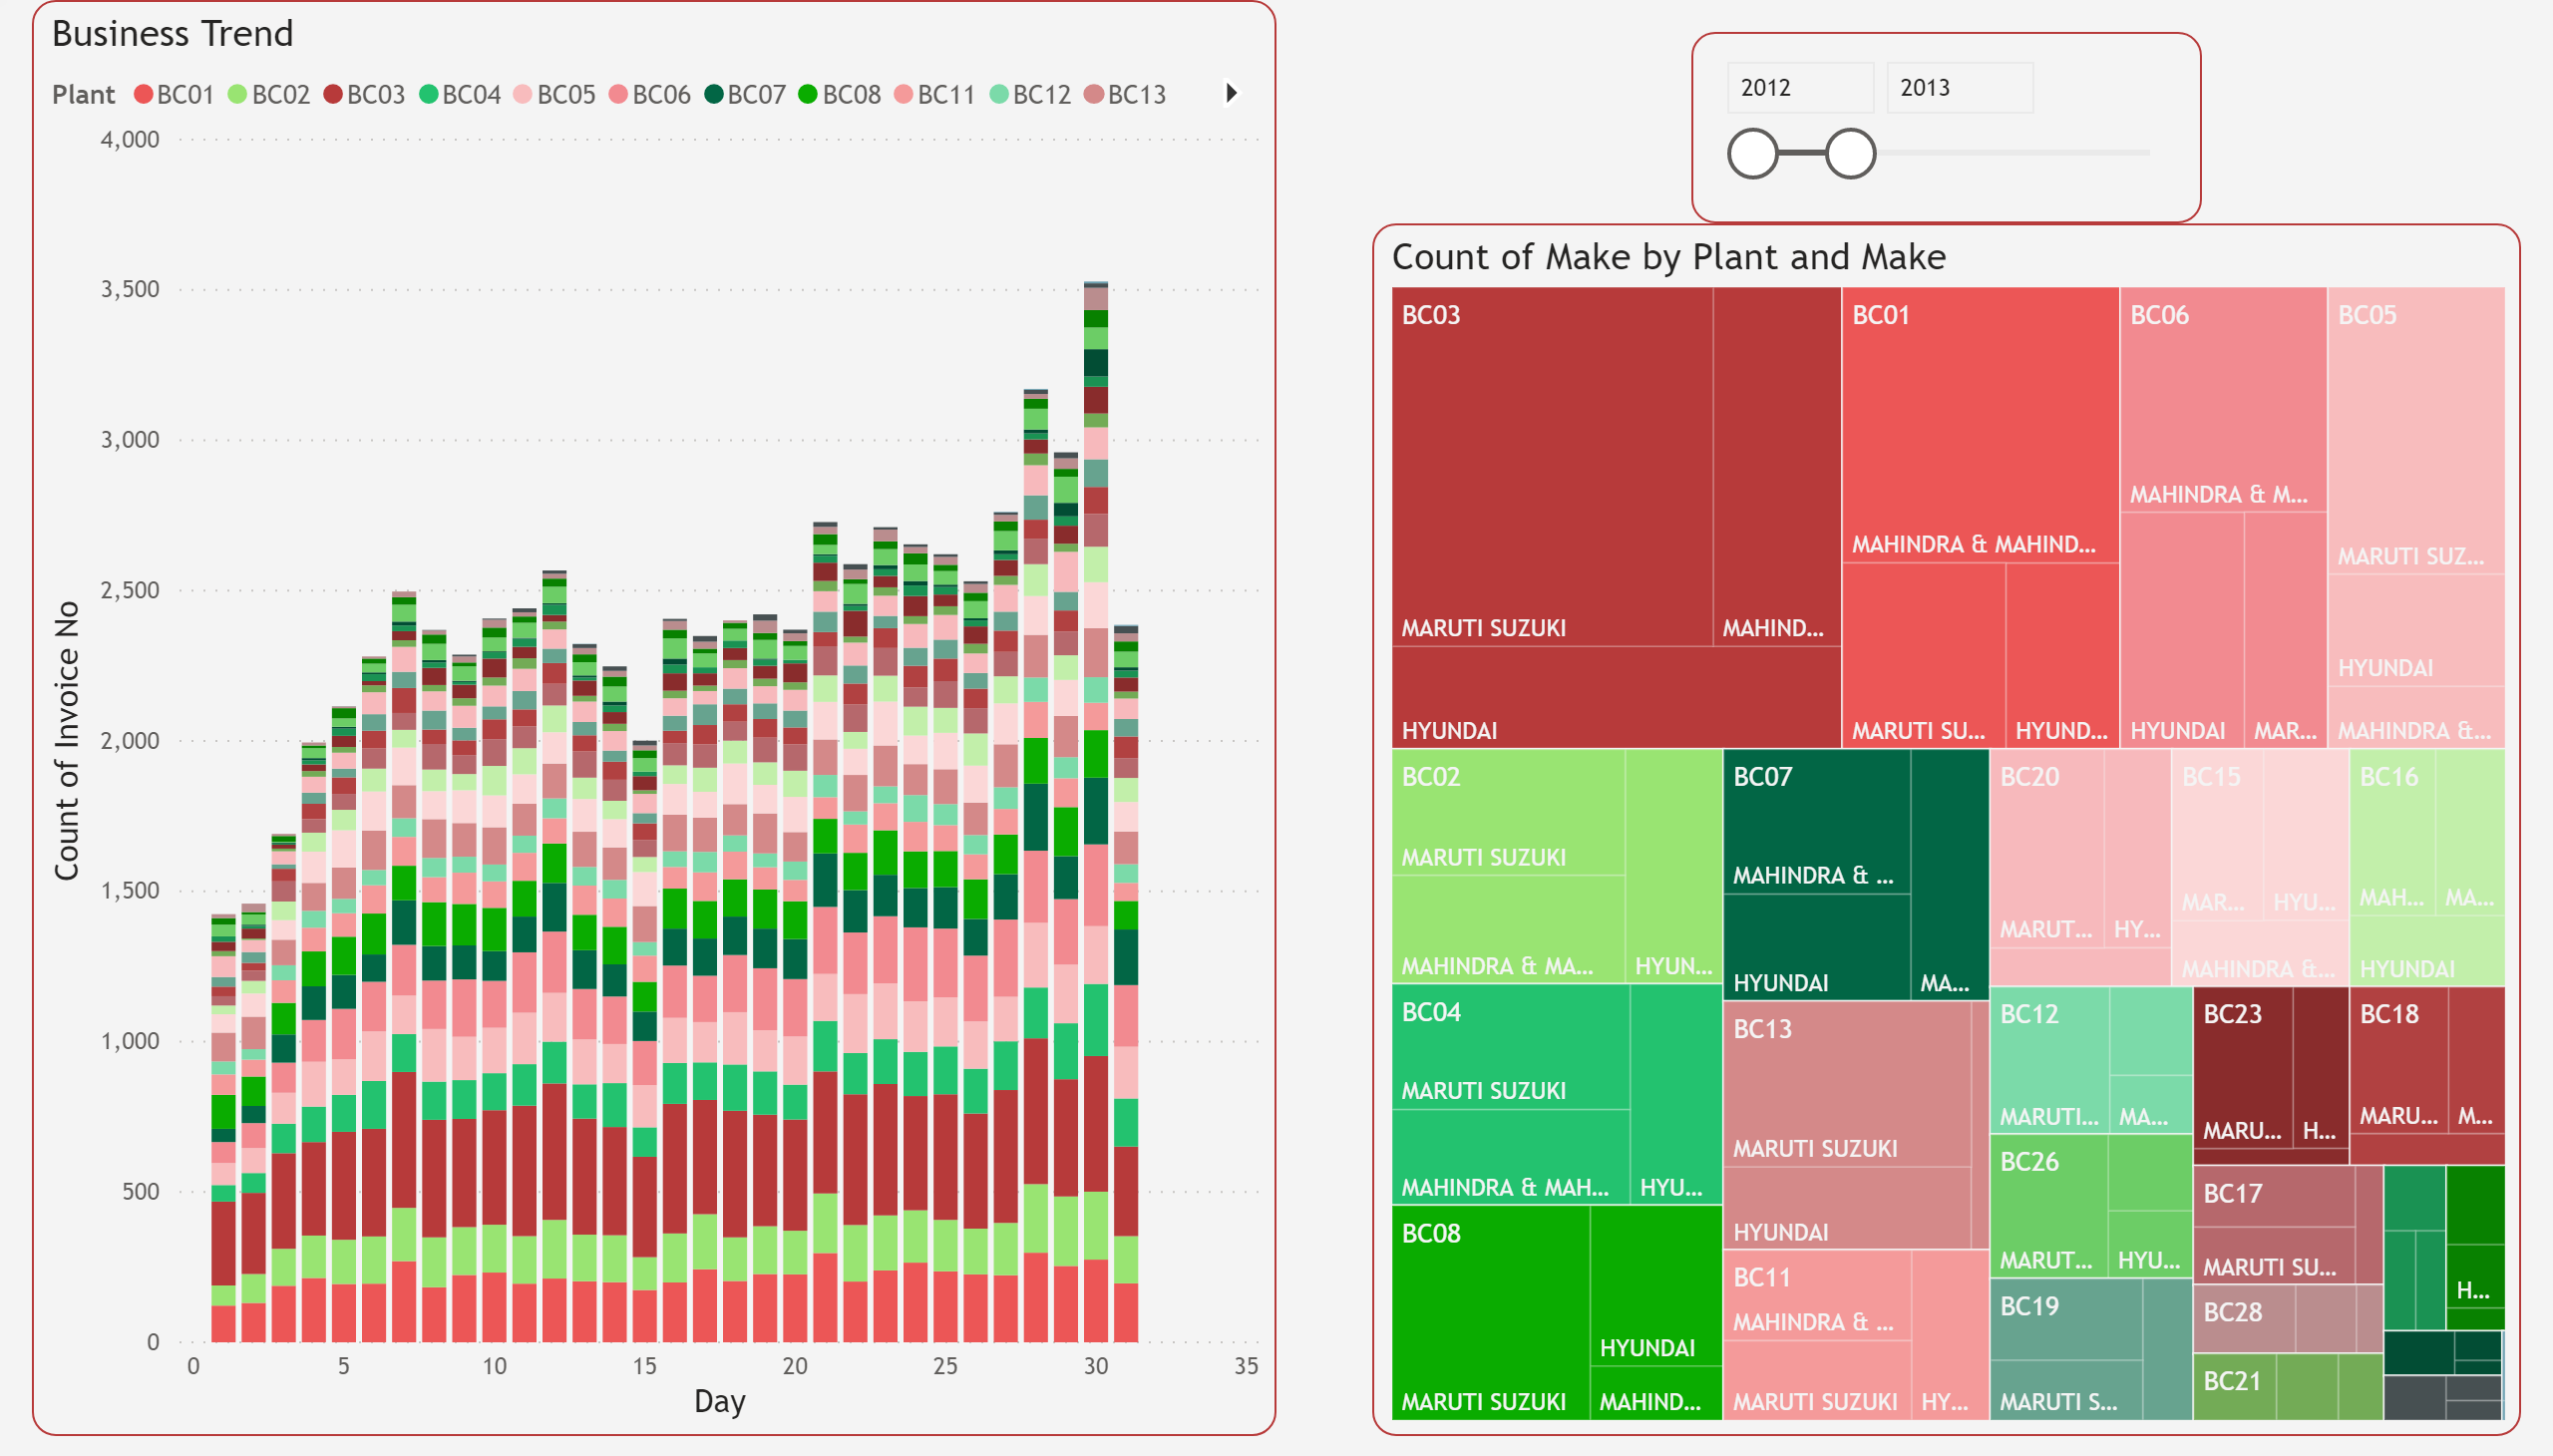 Business Trend
Plant BC01 BC02 BC03 BC04 BC05 BC06 BC07 BC08 BC11 BC12 BC13
4,000
3,500
3,000
2,500
2,000
1,500
1,000
500
0
Count of Invoice No
0 5 10 15 20 25 30 35
Day
2012 2013
Count of Make by Plant and Make
BC03
MARUTI SUZUKI
MAHIND...
HYUNDAI
BC01
MAHINDRA & MAHIND...
MARUTI SU...
HYUND...
BC06
MAHINDRA & M...
HYUNDAI
MAR...
BC05
MARUTI SUZ...
HYUNDAI
MAHINDRA &...
BC02
MARUTI SUZUKI
MAHINDRA & MA...
HYUN...
BC04
MARUTI SUZUKI
MAHINDRA & MAH...
HYU...
BC08
MARUTI SUZUKI
HYUNDAI
MAHIND...
BC07
MAHINDRA & ...
HYUNDAI
MA...
BC13
MARUTI SUZUKI
HYUNDAI
BC11
MAHINDRA & ...
MARUTI SUZUKI
HY...
BC20
MARUT...
HY...
BC15
MAR...
HYU...
MAHINDRA &...
BC16
MAH...
MA...
HYUNDAI
BC12
MARUTI...
MA...
BC26
MARUT...
HYU...
BC19
MARUTI S...
BC23
MARU...
H...
BC18
MARU...
M...
BC17
MARUTI SU...
BC28
BC21
H...